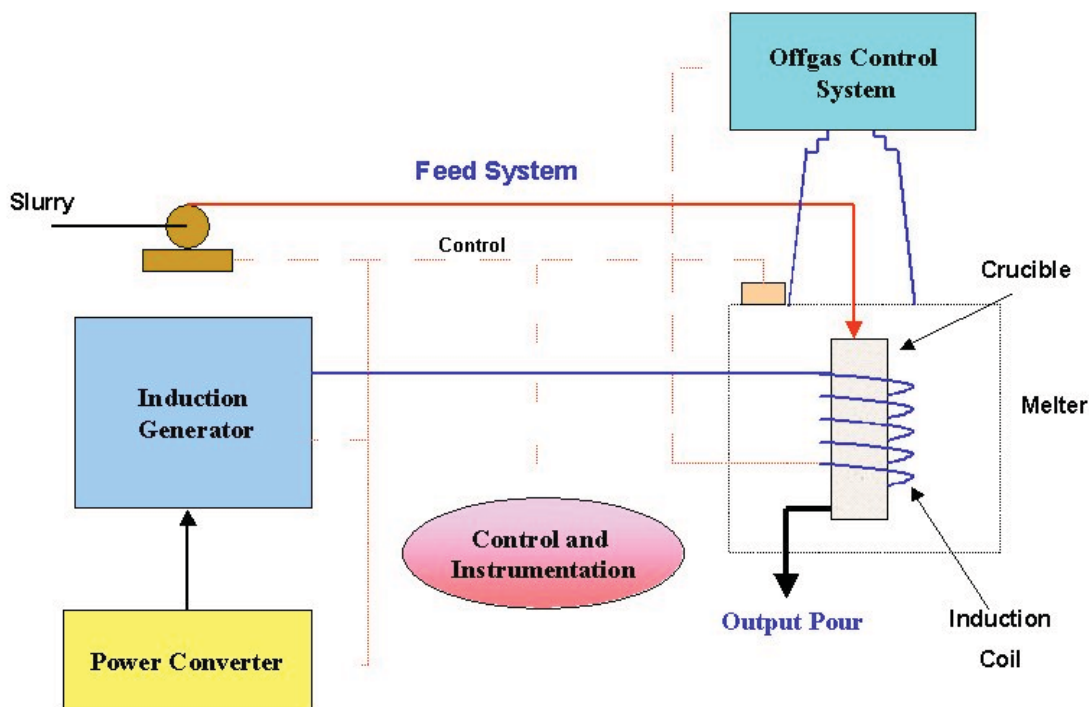 Offgas Control
System
Feed System
Slurry
Control
Crucible
Induction
Generator
Melter
Control and
Instrumentation
Output Pour
Induction
Coil
Power Converter